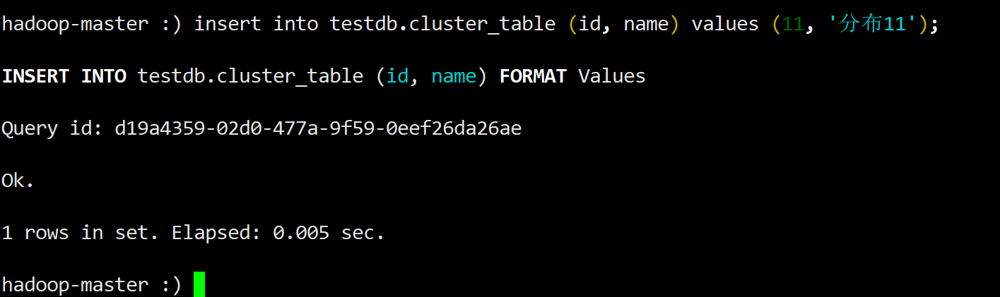 hadoop-master :) insert into testdb.cluster_table (id, name) values (11, '分布11');
INSERT INTO testdb.cluster_table (id, name) FORMAT Values
Query id: d19a4359-02d0-477a-9f59-0eef26da26ae
Ok.
1 rows in set. Elapsed: 0.005 sec.
hadoop-master :)